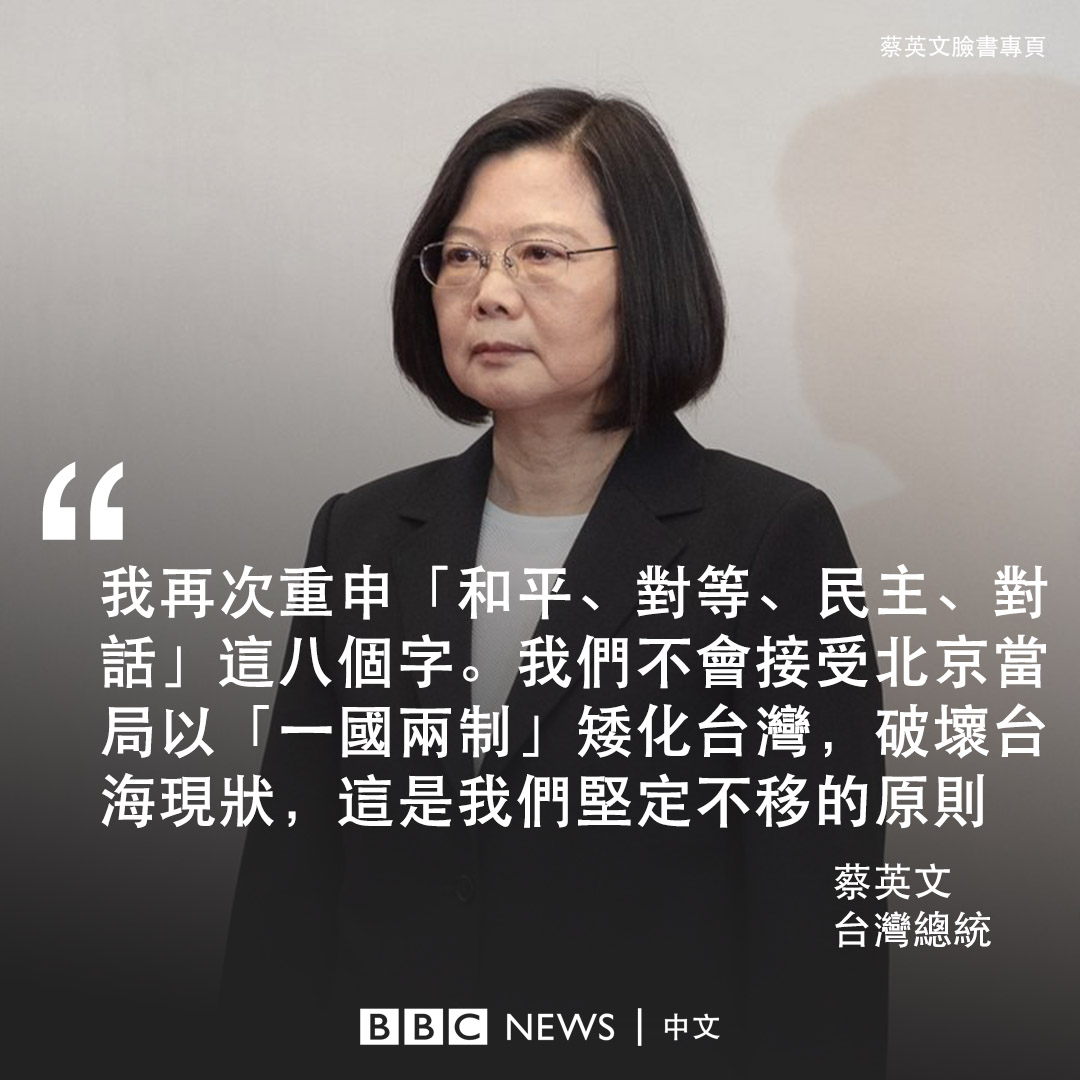 蔡英文臉書專頁
我再次重申「和平、對等、民主、對
話」這八個字。我們不會接受北京當
局以「一國兩制」矮化台灣，破壞台
海現狀，這是我們堅定不移的原則
蔡英文
台灣總統
BBC NEWS | 中文